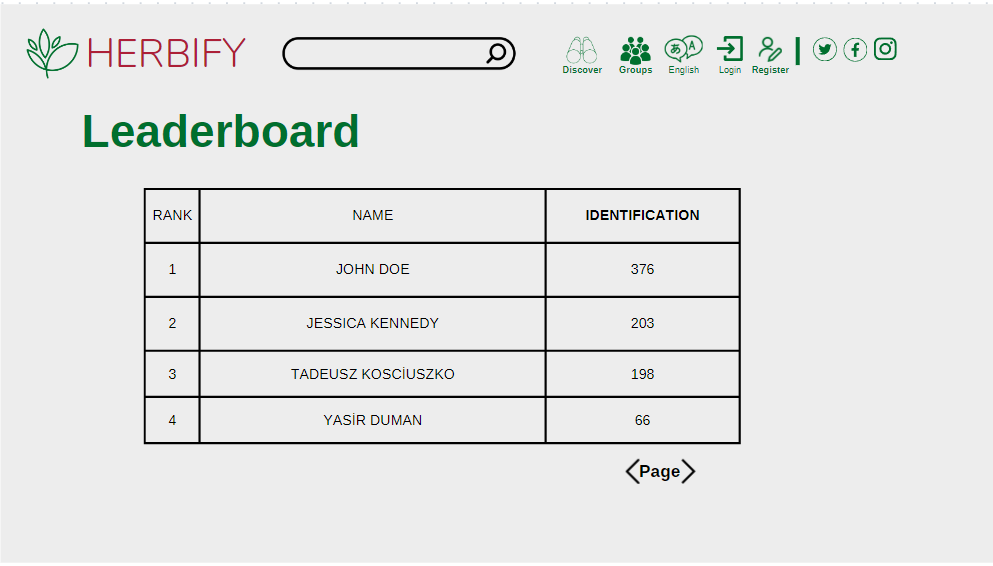 HERBIFY
Discover
Groups
あ A
English
Login
Register
Leaderboard
RANK NAME IDENTIFICATION
1 JOHN DOE 376
2 JESSICA KENNEDY 203
3 TADEUSZ KOSCİUSZKO 198
4 YASİR DUMAN 66
Page